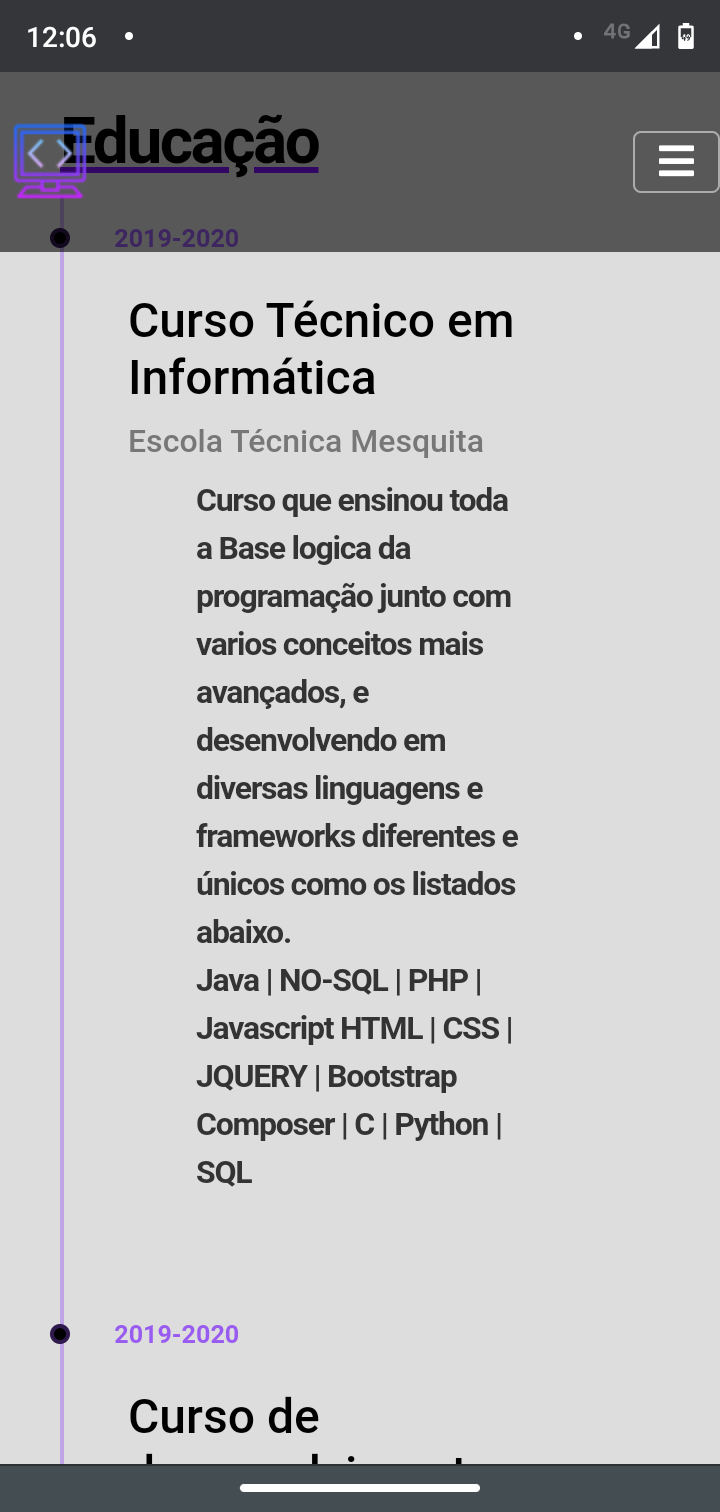 12:06
4G
Educação
2019-2020
Curso Técnico em
Informática
Escola Técnica Mesquita
Curso que ensinou toda
a Base logica da
programação junto com
varios conceitos mais
avançados, e
desenvolvendo em
diversas linguagens e
frameworks diferentes e
únicos como os listados
abaixo.
Java | NO-SQL | PHP |
Javascript HTML | CSS |
JQUERY | Bootstrap
Composer | C | Python |
SQL
2019-2020
Curso de